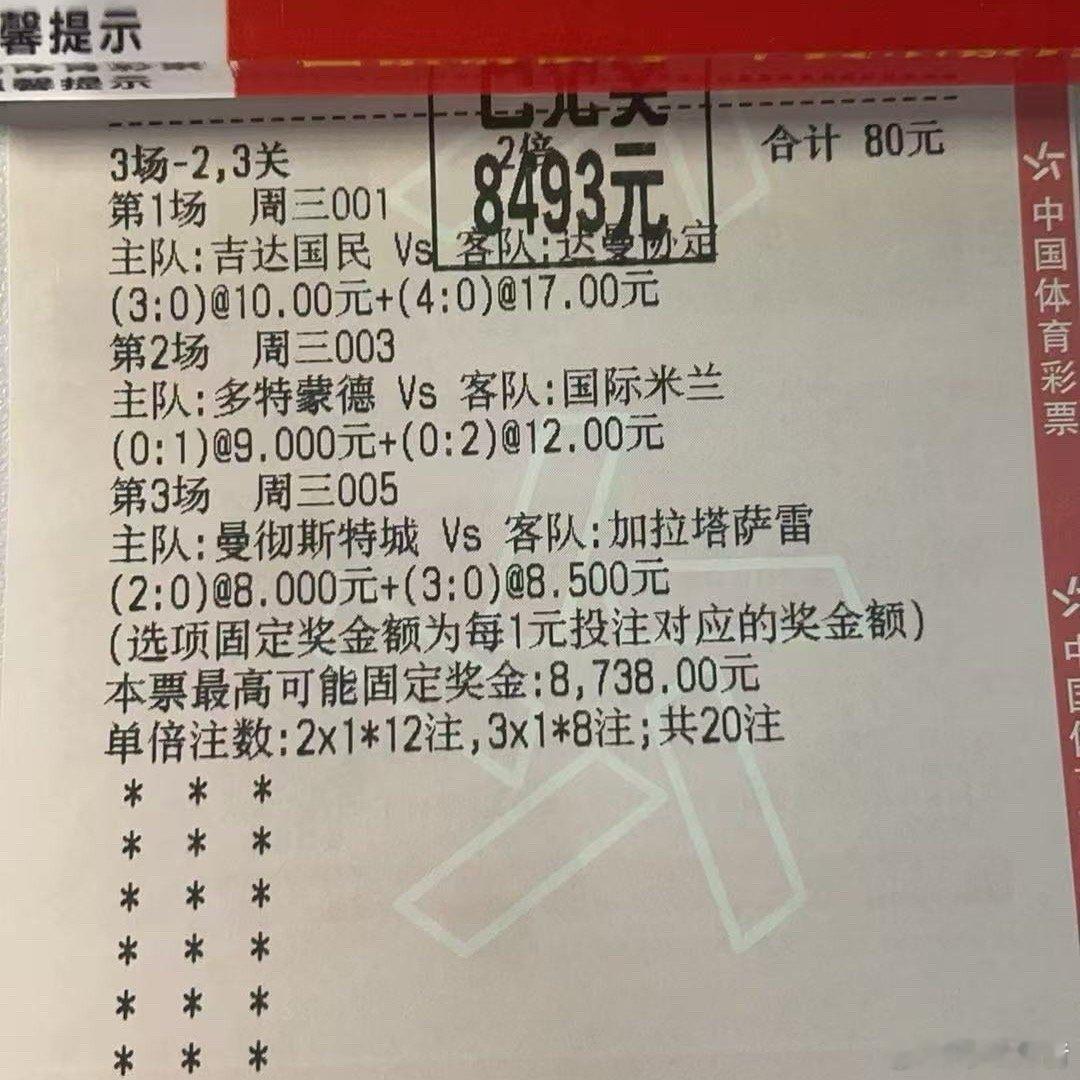 馨提示
馨提示
3场-2,3关 2倍 合计 80元
已兑奖
8493元
第1场 周三001
主队:吉达国民 Vs 客队:达曼协定
(3:0)@10.00元+(4:0)@17.00元
第2场 周三003
主队:多特蒙德 Vs 客队:国际米兰
(0:1)@9.000元+(0:2)@12.00元
第3场 周三005
主队:曼彻斯特城 Vs 客队:加拉塔萨雷
(2:0)@8.000元+(3:0)@8.500元
(选项固定奖金额为每1元投注对应的奖金额)
本票最高可能固定奖金:8,738.00元
单倍注数:2x1*12注,3x1*8注;共20注
* * *
* * *
* * *
* * *
* * *
* * *
中国体育彩票
中国体